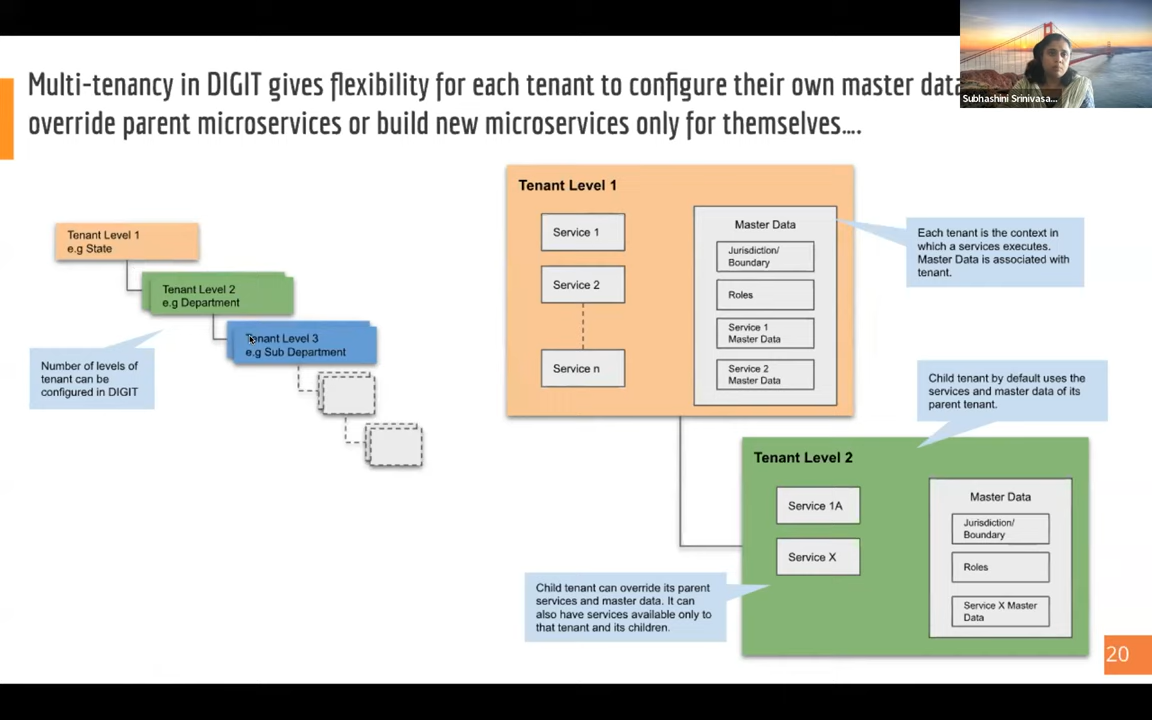 Multi-tenancy in DIGIT gives flexibility for each tenant to configure their own master data
override parent microservices or build new microservices only for themselves....
Subhashini Srinivasa...
Tenant Level 1
e.g State
Tenant Level 2
e.g Department
Tenant Level 3
e.g Sub Department
Number of levels of
tenant can be
configured in DIGIT
Tenant Level 1
Service 1
Service 2
Service n
Master Data
Jurisdiction/
Boundary
Roles
Service 1
Master Data
Service 2
Master Data
Each tenant is the context in
which a services executes.
Master Data is associated with
tenant.
Child tenant by default uses the
services and master data of its
parent tenant.
Tenant Level 2
Service 1A
Service X
Master Data
Jurisdiction/
Boundary
Roles
Service X Master
Data
Child tenant can override its parent
services and master data. It can
also have services available only to
that tenant and its children.
20